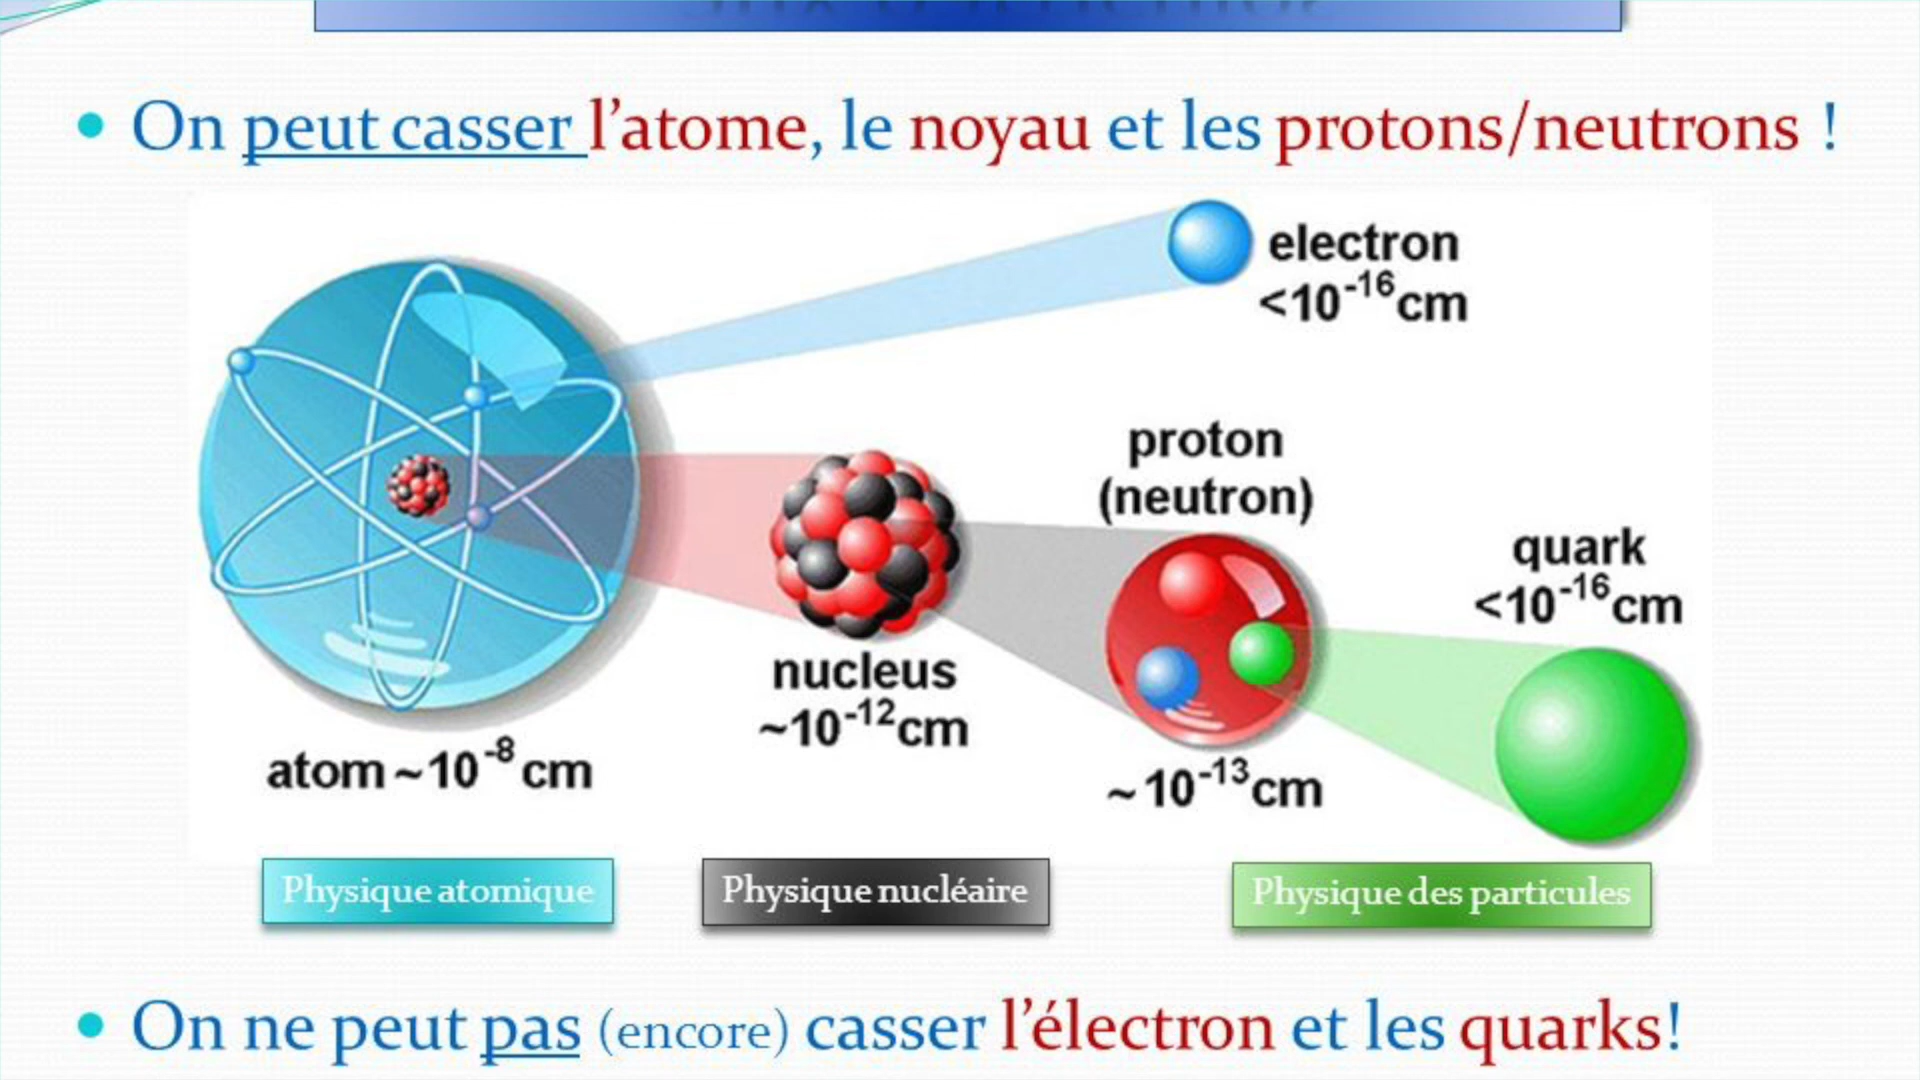 • On peut casser l’atome, le noyau et les protons/neutrons !
electron
<10⁻¹⁶cm
proton
(neutron)
quark
<10⁻¹⁶cm
nucleus
~10⁻¹²cm
atom ~10⁻⁸ cm
~10⁻¹³cm
Physique atomique
Physique nucléaire
Physique des particules
• On ne peut pas (encore) casser l’électron et les quarks!